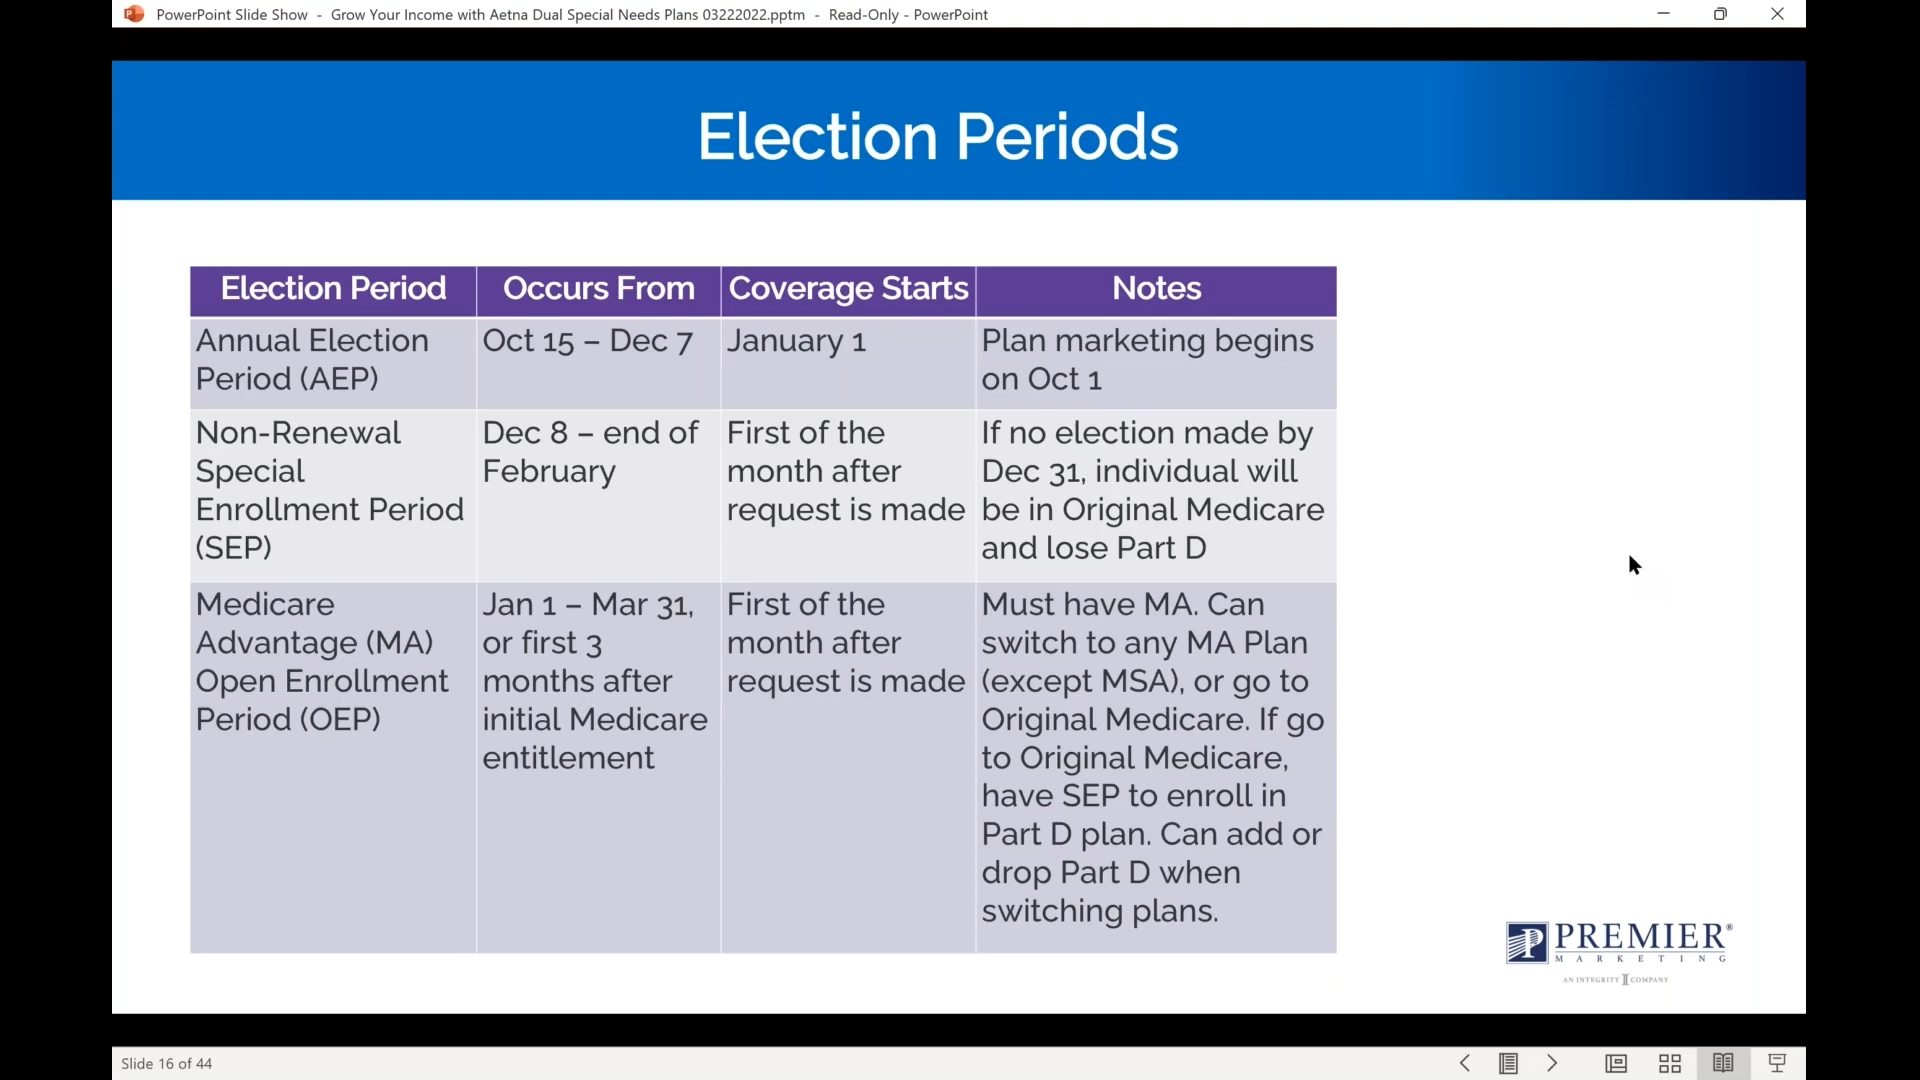 PowerPoint Slide Show - Grow Your Income with Aetna Dual Special Needs Plans 03222022.pptm - Read-Only - PowerPoint
Election Periods
Election Period
Occurs From
Coverage Starts
Notes
Annual Election
Period (AEP)
Oct 15 – Dec 7
January 1
Plan marketing begins
on Oct 1
Non-Renewal
Special
Enrollment Period
(SEP)
Dec 8 – end of
February
First of the
month after
request is made
If no election made by
Dec 31, individual will
be in Original Medicare
and lose Part D
Medicare
Advantage (MA)
Open Enrollment
Period (OEP)
Jan 1 – Mar 31,
or first 3
months after
initial Medicare
entitlement
First of the
month after
request is made
Must have MA. Can
switch to any MA Plan
(except MSA), or go to
Original Medicare. If go
to Original Medicare,
have SEP to enroll in
Part D plan. Can add or
drop Part D when
switching plans.
PREMIER®
MARKETING
AN INTEGRITY COMPANY
Slide 16 of 44